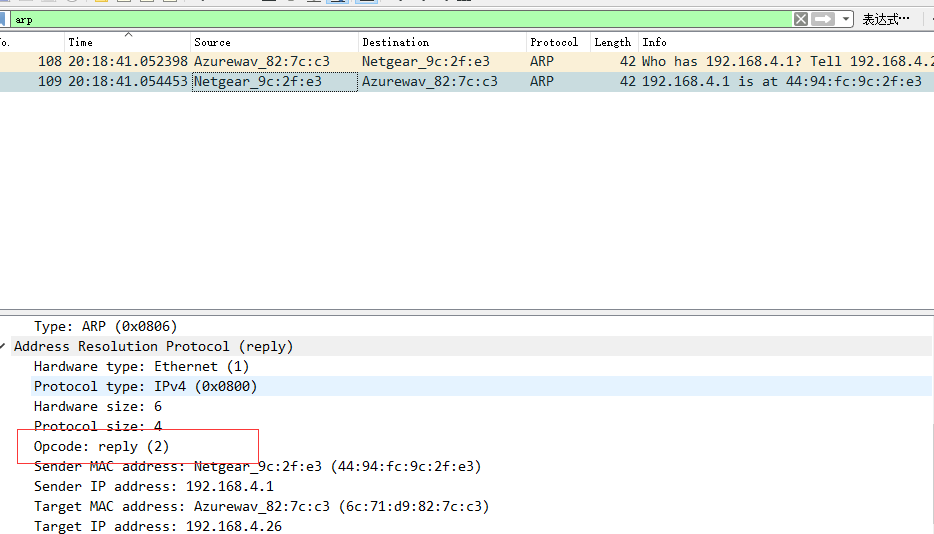 arp
表达式…
o. Time Source Destination Protocol Length Info
108 20:18:41.052398 Azurewav_82:7c:c3 Netgear_9c:2f:e3 ARP 42 Who has 192.168.4.1? Tell 192.168.4.2
109 20:18:41.054453 Netgear_9c:2f:e3 Azurewav_82:7c:c3 ARP 42 192.168.4.1 is at 44:94:fc:9c:2f:e3
Type: ARP (0x0806)
Address Resolution Protocol (reply)
Hardware type: Ethernet (1)
Protocol type: IPv4 (0x0800)
Hardware size: 6
Protocol size: 4
Opcode: reply (2)
Sender MAC address: Netgear_9c:2f:e3 (44:94:fc:9c:2f:e3)
Sender IP address: 192.168.4.1
Target MAC address: Azurewav_82:7c:c3 (6c:71:d9:82:7c:c3)
Target IP address: 192.168.4.26